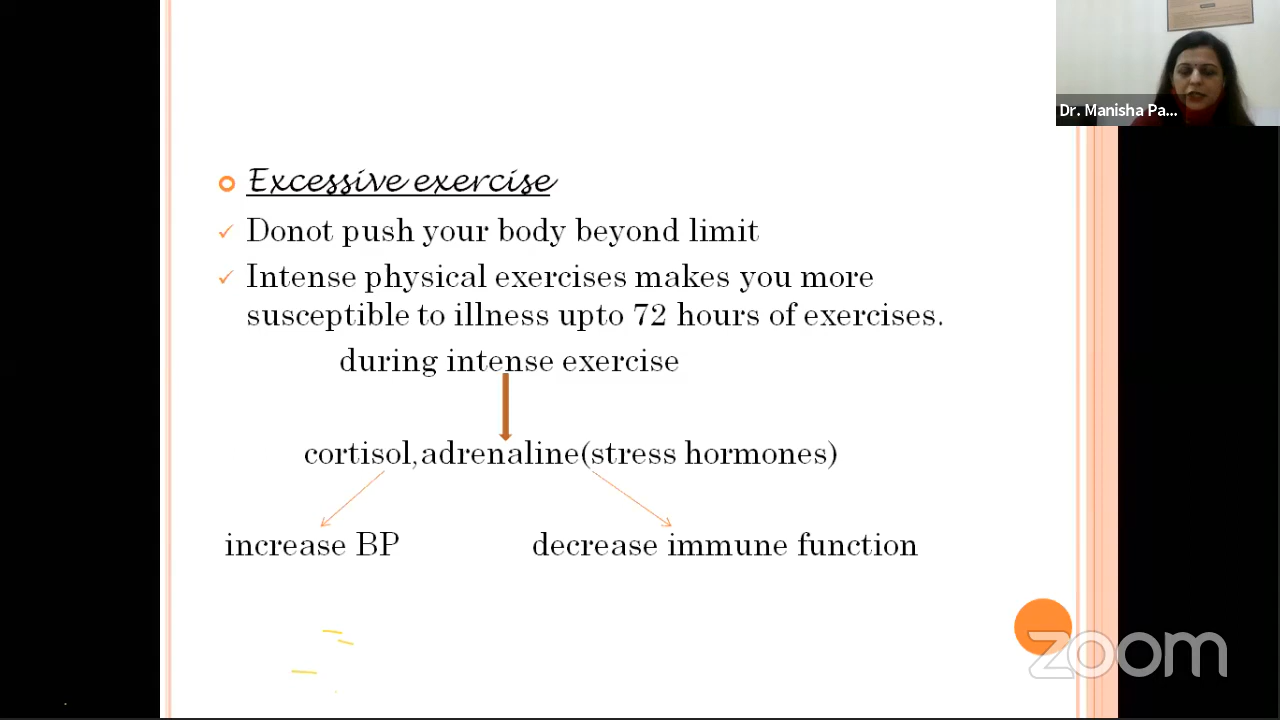 Dr. Manisha Pa...
Excessive exercise
Donot push your body beyond limit
Intense physical exercises makes you more
susceptible to illness upto 72 hours of exercises.
during intense exercise
cortisol,adrenaline(stress hormones)
increase BP
decrease immune function
zoom